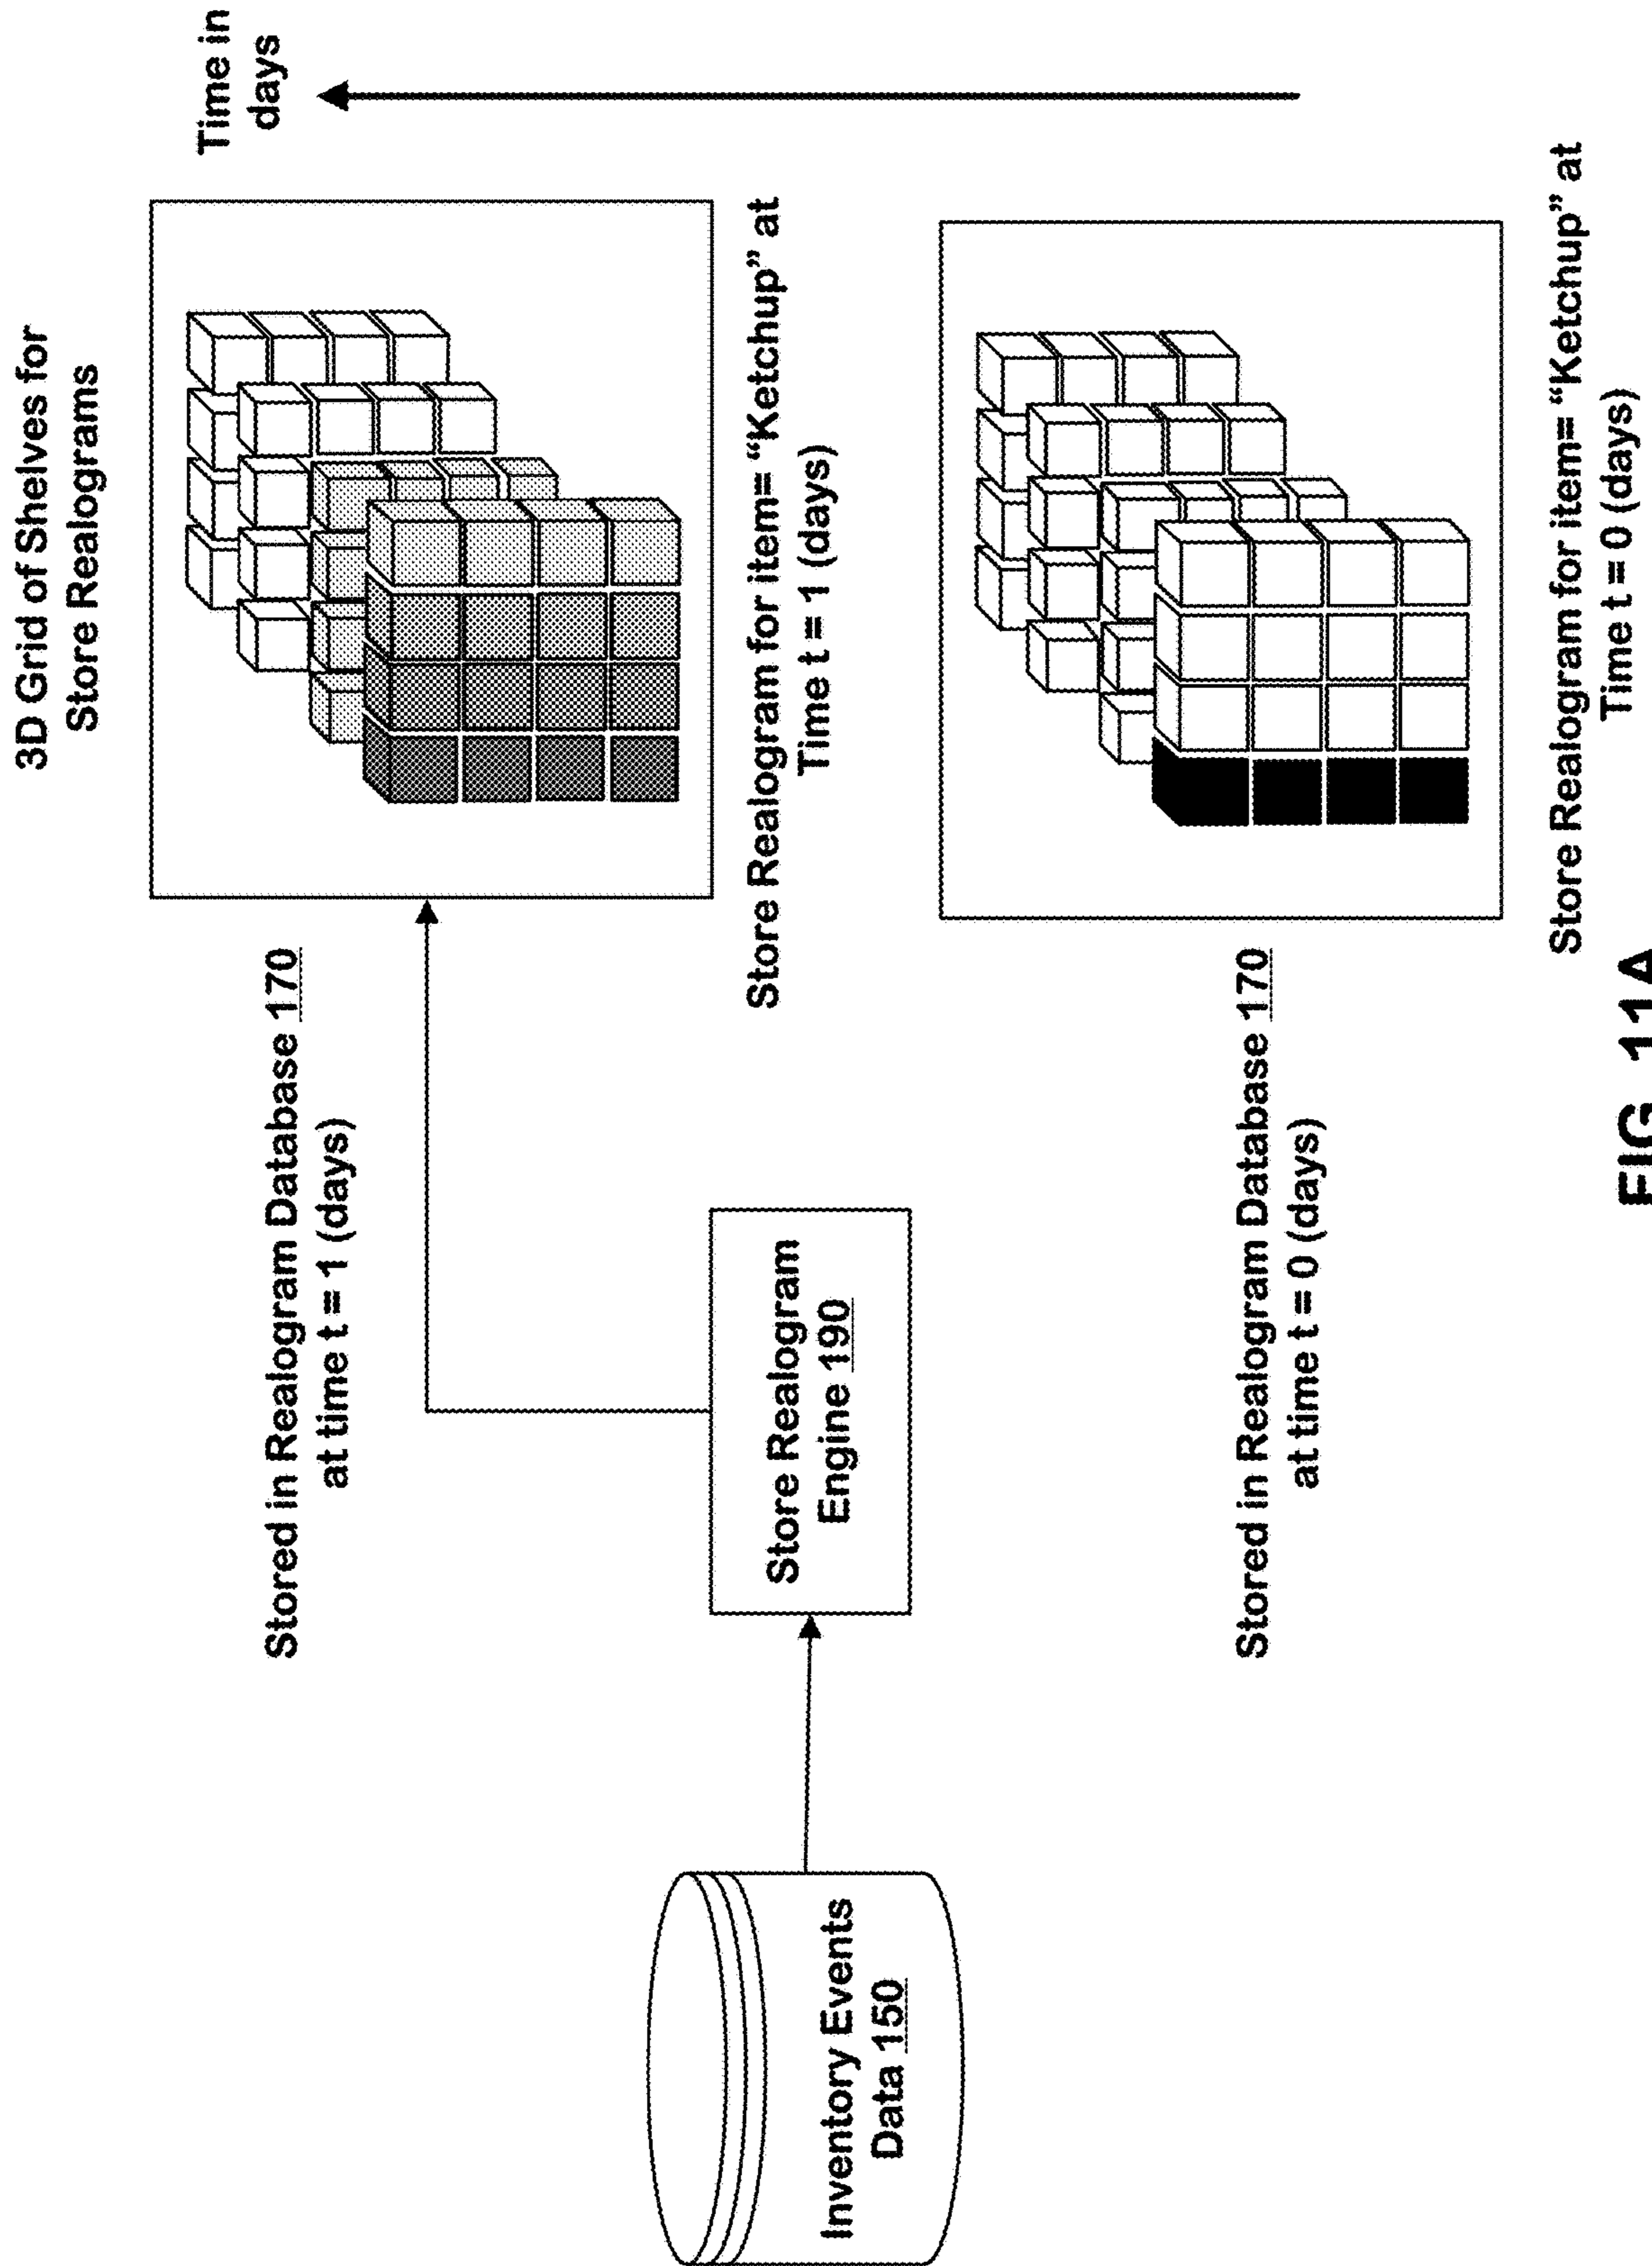 3D Grid of Shelves for
Store Realograms
Time in
days
Stored in Realogram Database 170
at time t = 1 (days)
Store Realogram for item= “Ketchup” at
Time t = 1 (days)
Inventory Events
Data 150
Store Realogram
Engine 190
Stored in Realogram Database 170
at time t = 0 (days)
Store Realogram for item= “Ketchup” at
Time t = 0 (days)
FIG. 11A